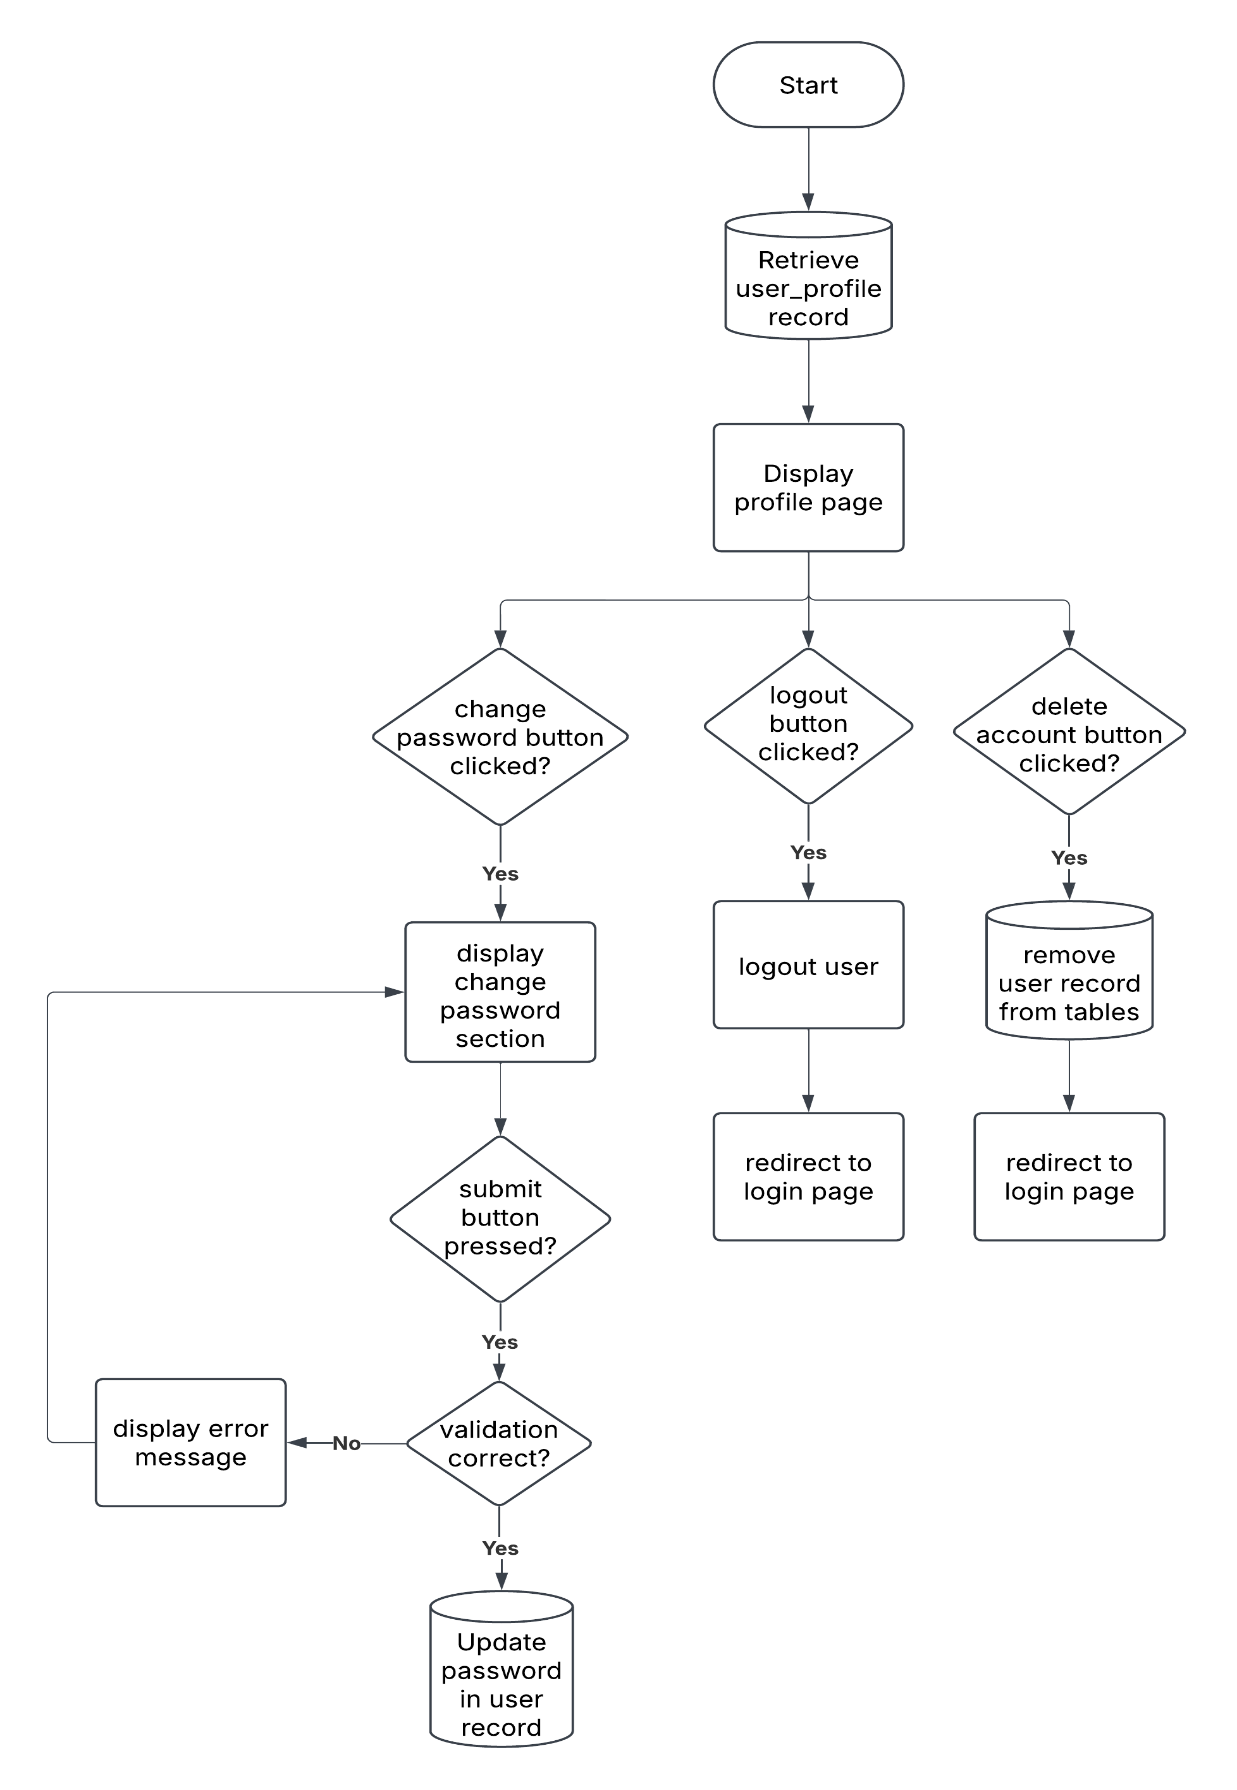 Start
Retrieve
user_profile
record
Display
profile page
change
password button
clicked?
logout
button
clicked?
delete
account button
clicked?
Yes
Yes
Yes
display
change
password
section
logout user
remove
user record
from tables
submit
button
pressed?
redirect to
login page
redirect to
login page
Yes
validation
correct?
No
display error
message
Yes
Update
password
in user
record